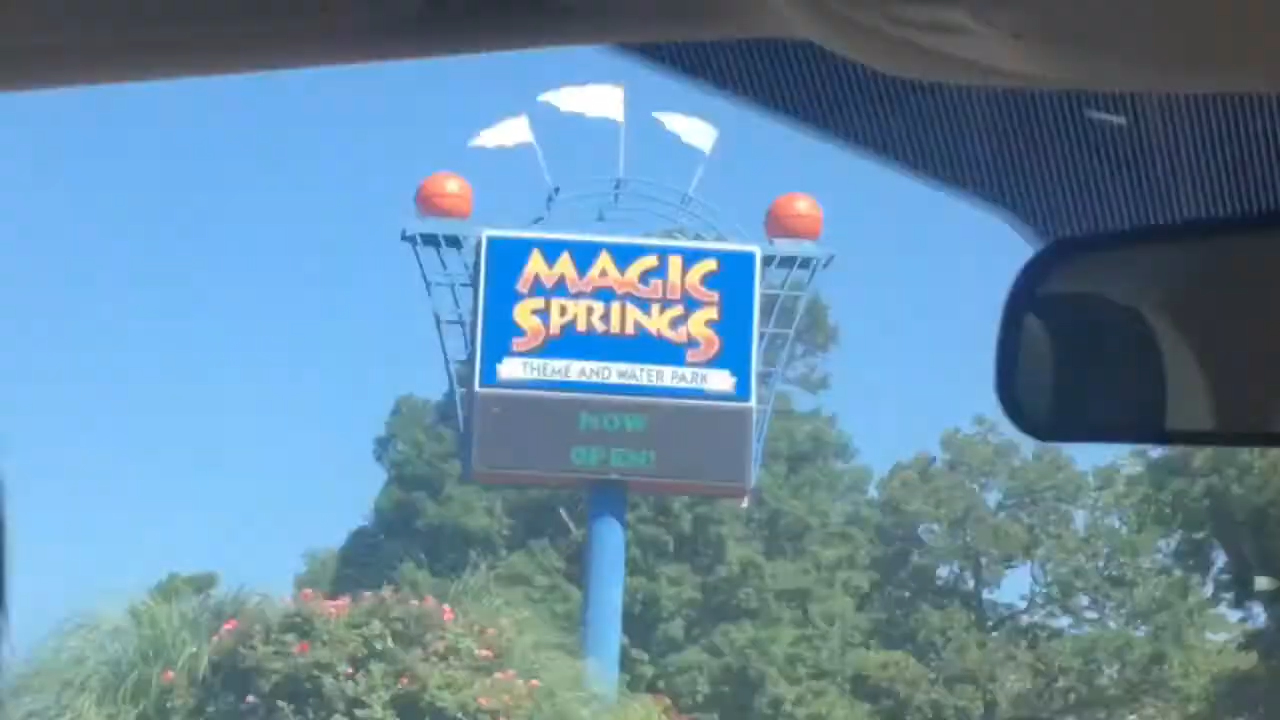 MAGIC
SPRINGS
THEME AND WATER PARK
NOW
OPEN!